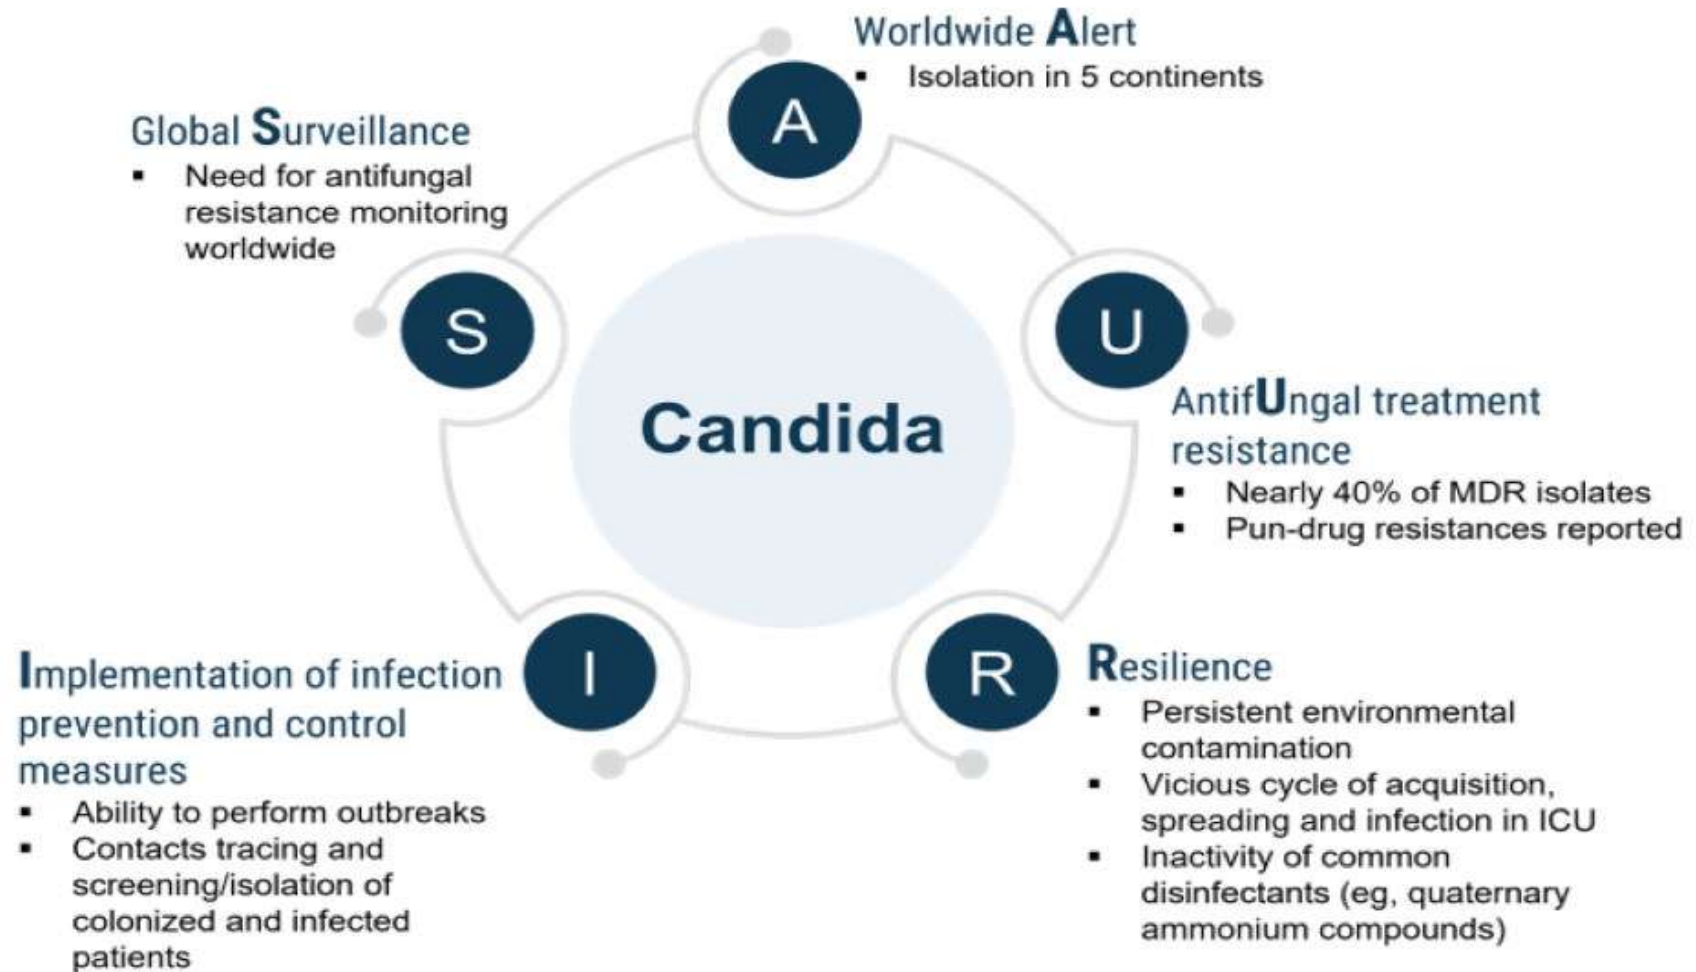 Worldwide Alert
▪ Isolation in 5 continents
A
Global Surveillance
▪ Need for antifungal
resistance monitoring
worldwide
S
U
AntifUngal treatment
resistance
▪ Nearly 40% of MDR isolates
▪ Pun-drug resistances reported
Candida
R
Resilience
▪ Persistent environmental
contamination
▪ Vicious cycle of acquisition,
spreading and infection in ICU
▪ Inactivity of common
disinfectants (eg, quaternary
ammonium compounds)
I
Implementation of infection
prevention and control
measures
▪ Ability to perform outbreaks
▪ Contacts tracing and
screening/isolation of
colonized and infected
patients